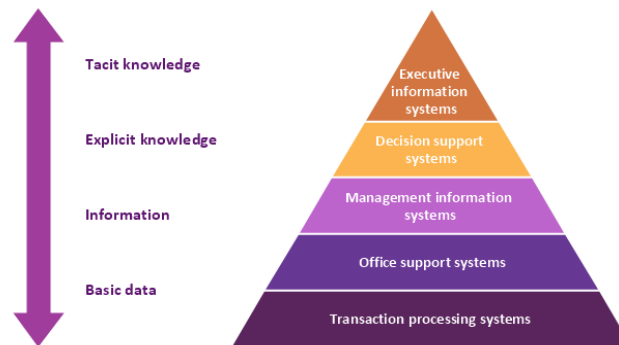 Tacit knowledge
Explicit knowledge
Information
Basic data
Executive
information
systems
Decision support
systems
Management information
systems
Office support systems
Transaction processing systems